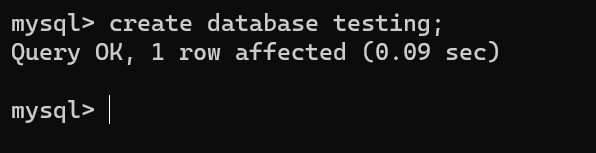 mysql> create database testing;
Query OK, 1 row affected (0.09 sec)
mysql>